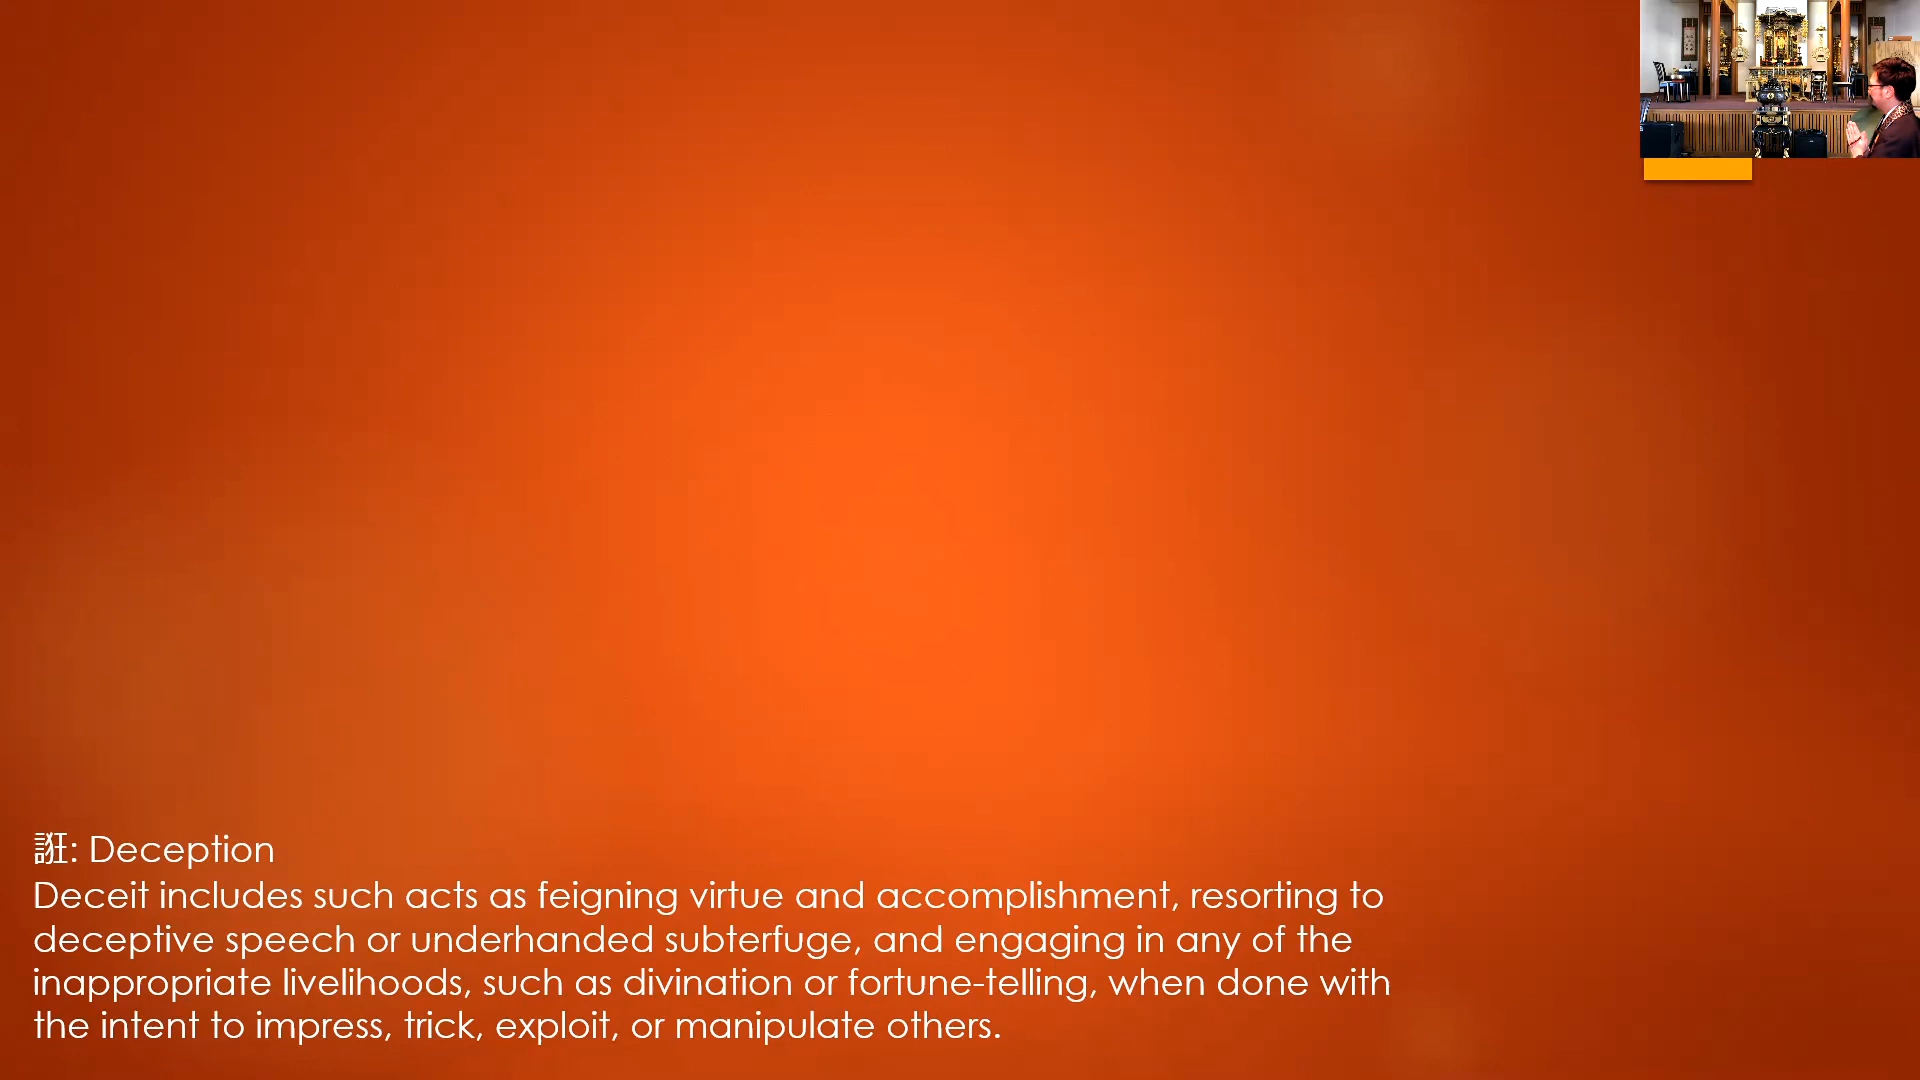 誑: Deception
Deceit includes such acts as feigning virtue and accomplishment, resorting to
deceptive speech or underhanded subterfuge, and engaging in any of the
inappropriate livelihoods, such as divination or fortune-telling, when done with
the intent to impress, trick, exploit, or manipulate others.